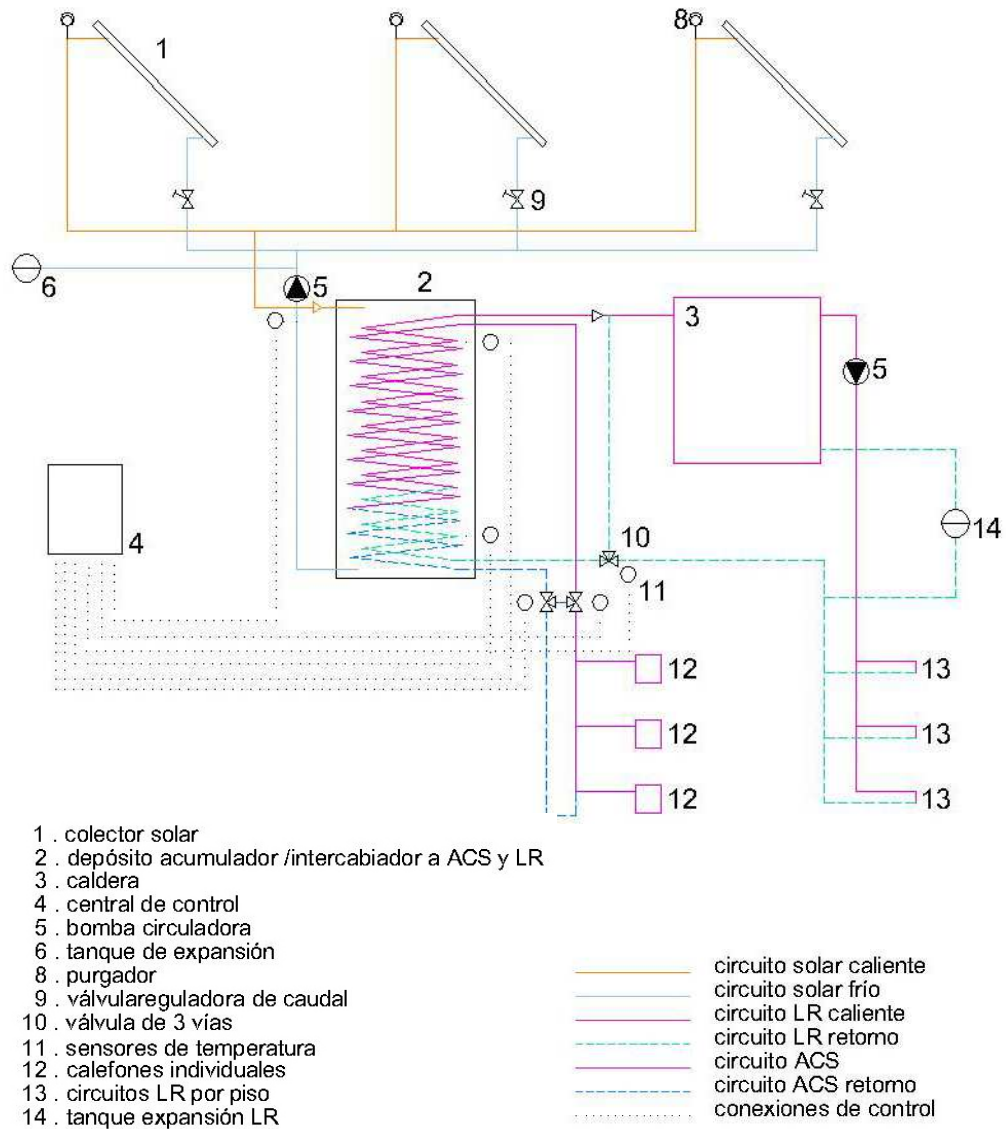 1
8
9
6
5
2
3
5
4
10
14
11
12
13
12
13
12
13
1 . colector solar
2 . depósito acumulador /intercabiador a ACS y LR
3 . caldera
4 . central de control
5 . bomba circuladora
6 . tanque de expansión
8 . purgador
9 . válvulareguladora de caudal
10 . válvula de 3 vías
11 . sensores de temperatura
12 . calefones individuales
13 . circuitos LR por piso
14 . tanque expansión LR
circuito solar caliente
circuito solar frío
circuito LR caliente
circuito LR retorno
circuito ACS
circuito ACS retorno
conexiones de control